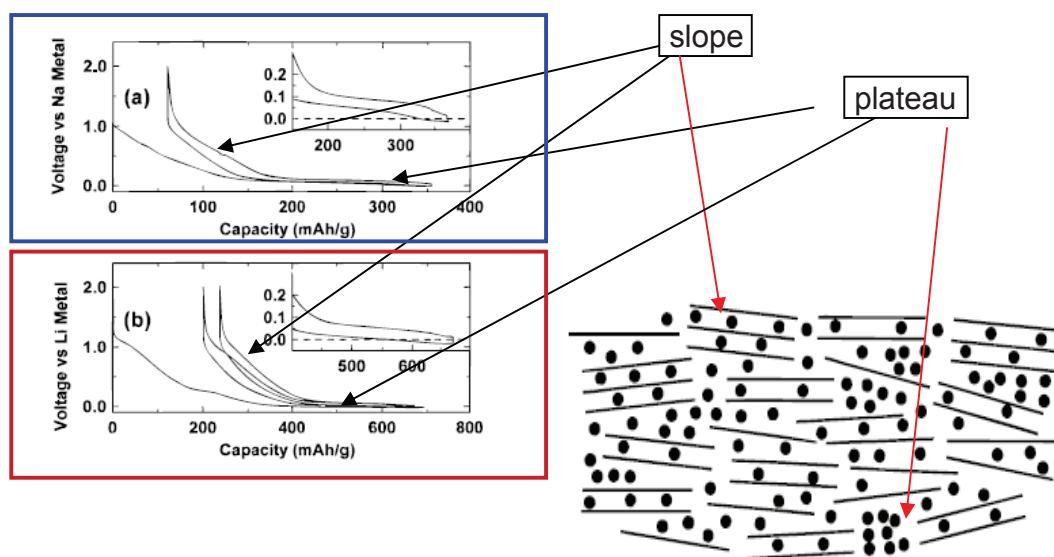 slope
plateau
Voltage vs Na Metal
2.0
1.0
0.0
(a)
0.2
0.1
0.0
200 300
0 100 200 300 400
Capacity (mAh/g)
Voltage vs Li Metal
2.0
1.0
0.0
(b)
0.2
0.1
0.0
500 600
0 200 400 600 800
Capacity (mAh/g)